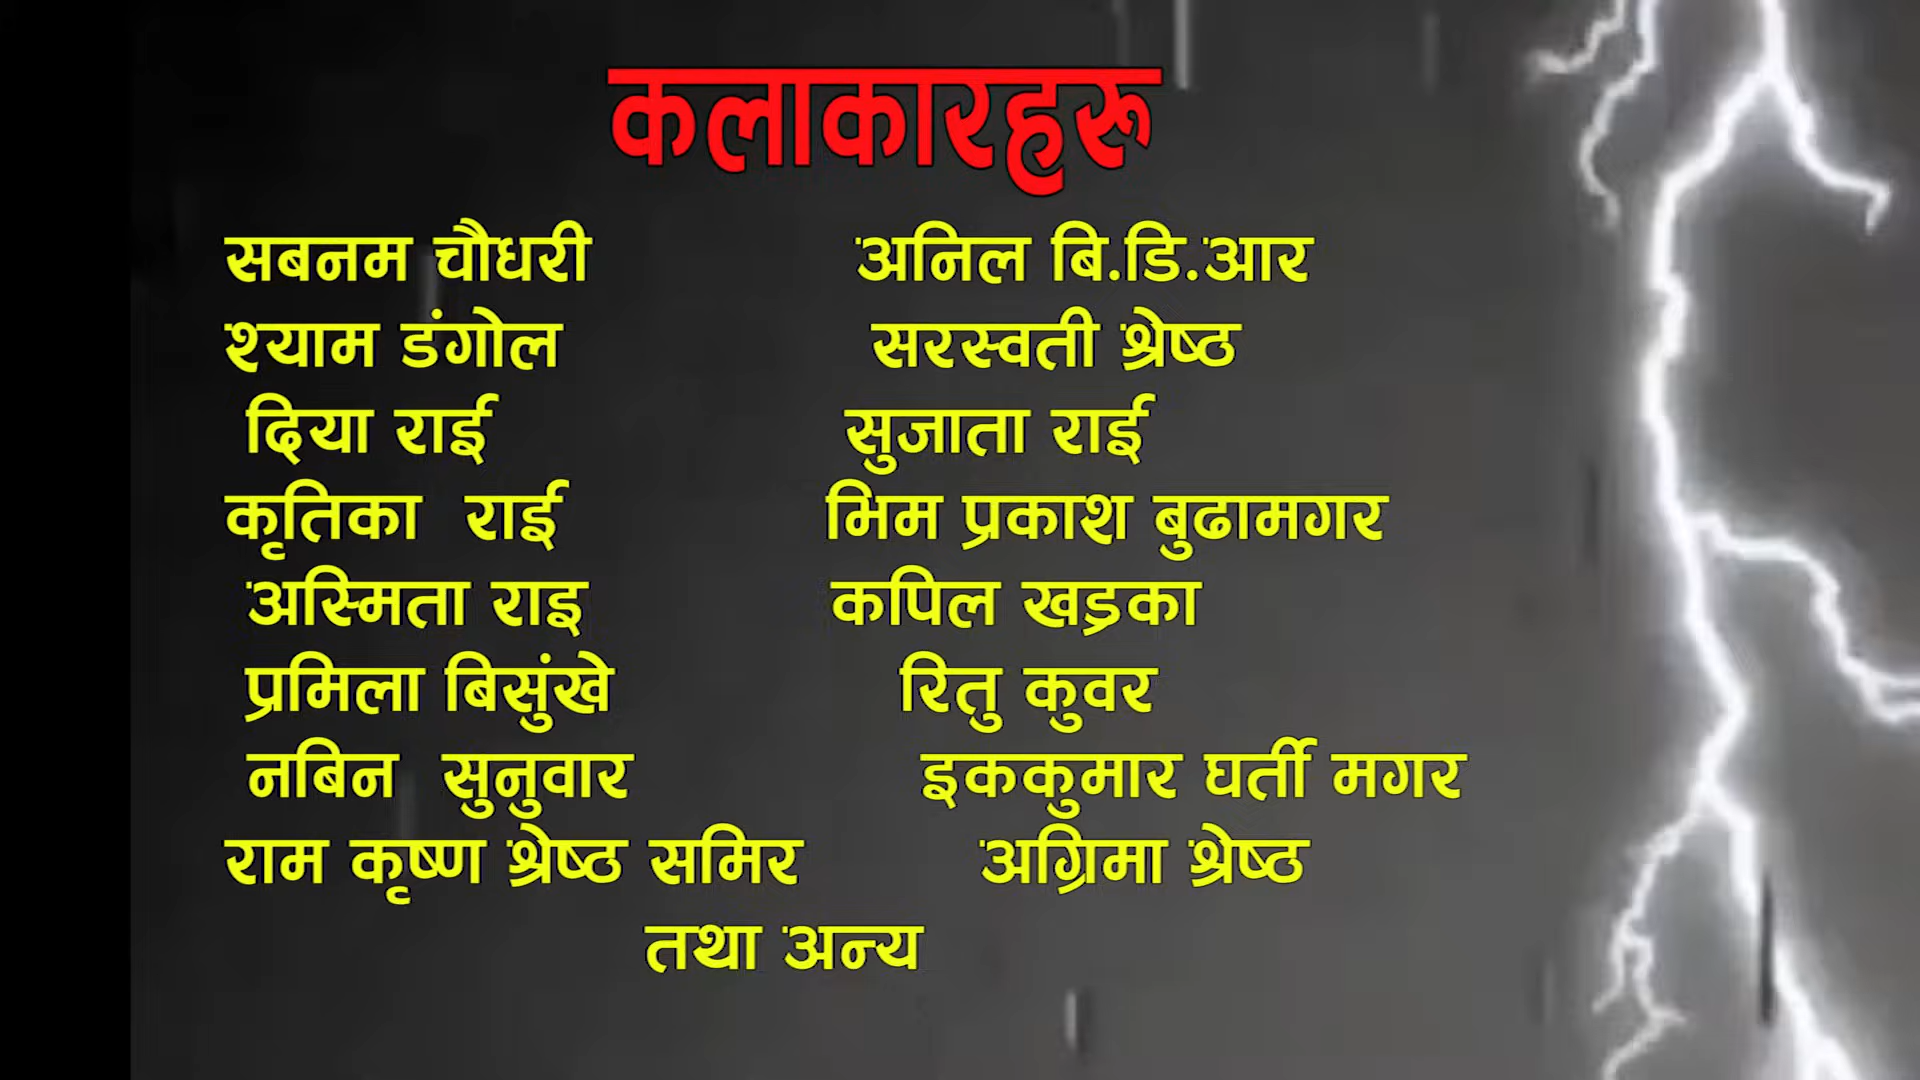 कलाकारहरू
सबनम चौधरी अनिल बि.डि.आर
श्याम डंगोल सरस्वती श्रेष्ठ
दिया राई सुजाता राई
कृतिका राई भिम प्रकाश बुढामगर
अस्मिता राइ कपिल खड्का
प्रमिला बिसुंखे रितु कुवर
नबिन सुनुवार इककुमार घर्ती मगर
राम कृष्ण श्रेष्ठ समिर अग्रिमा श्रेष्ठ
तथा अन्य